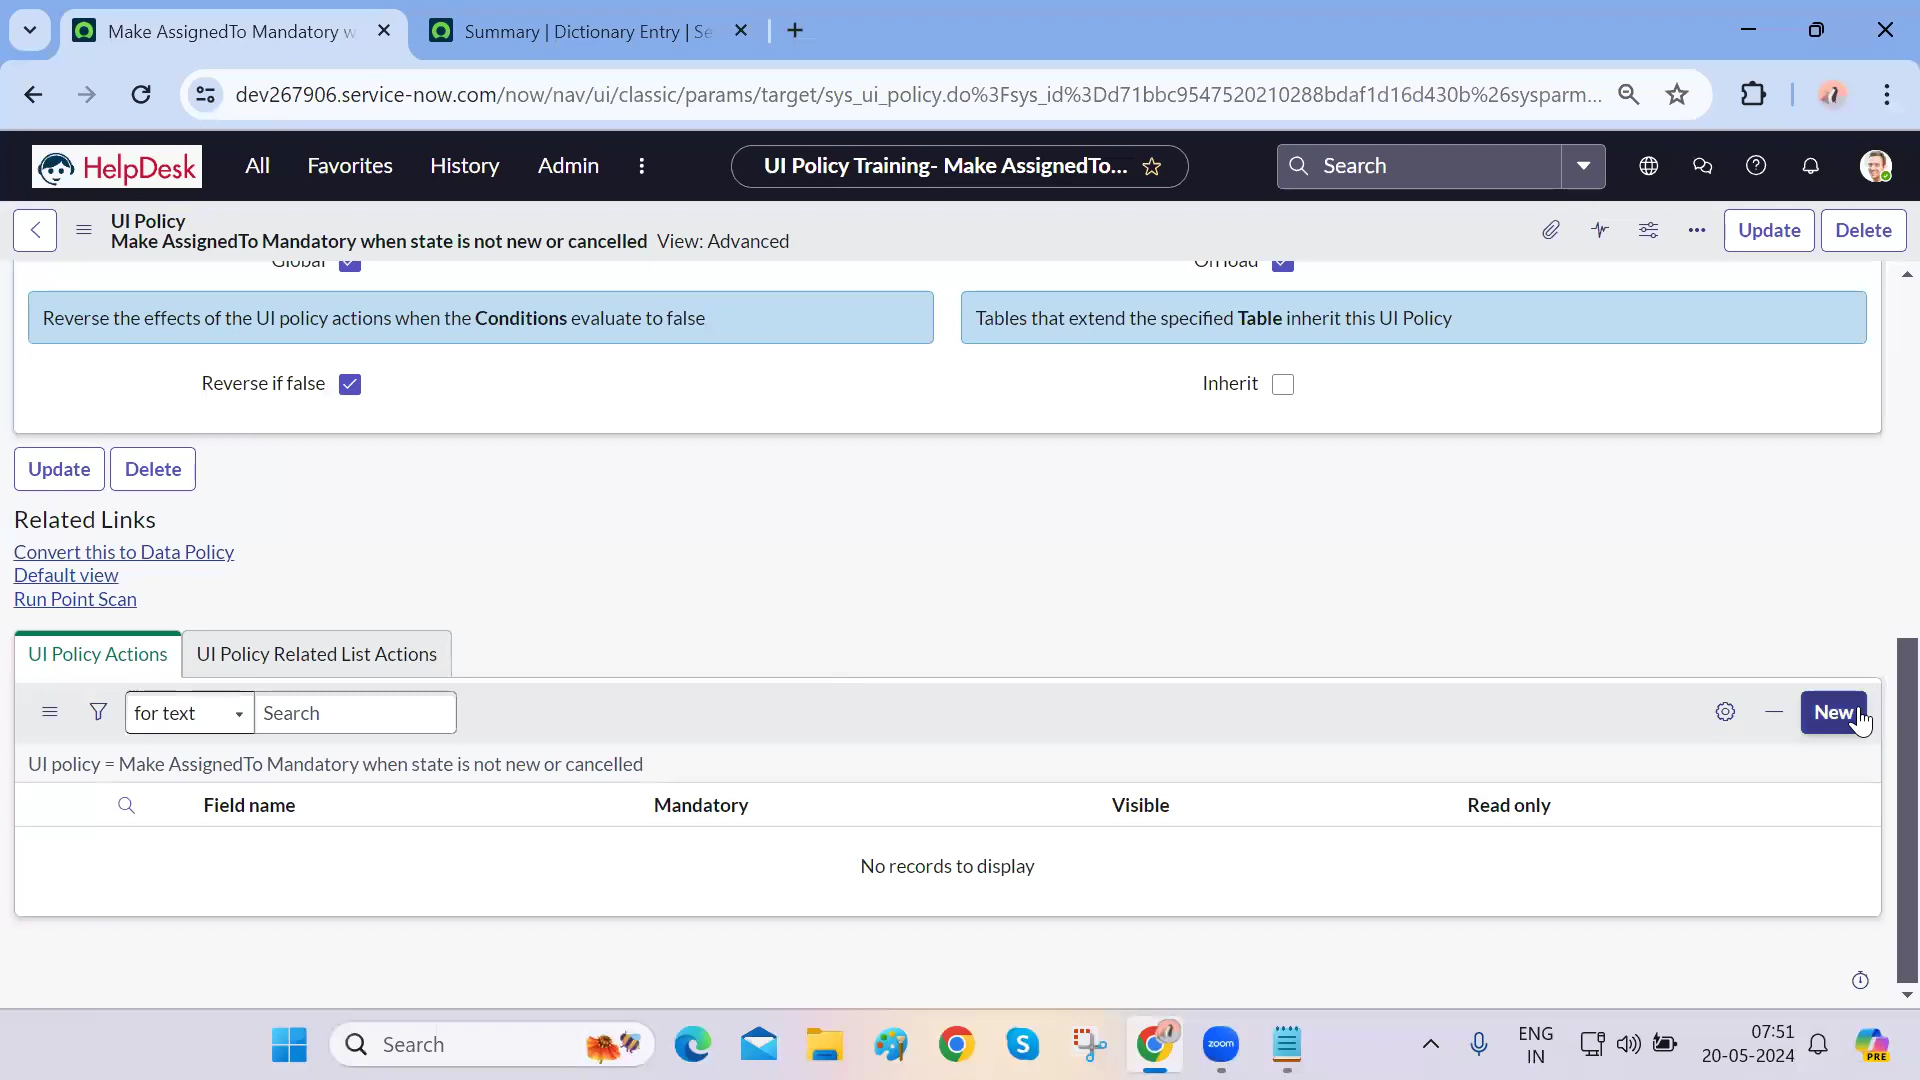 Make AssignedTo Mandatory w
Summary | Dictionary Entry | Se
dev267906.service-now.com/now/nav/ui/classic/params/target/sys_ui_policy.do%3Fsys_id%3Dd71bbc9547520210288bdaf1d16d430b%26sysparm...
HelpDesk
All
Favorites
History
Admin
UI Policy Training- Make AssignedTo...
Search
UI Policy
Make AssignedTo Mandatory when state is not new or cancelled View: Advanced
Update
Delete
Global
On load
Reverse the effects of the UI policy actions when the Conditions evaluate to false
Tables that extend the specified Table inherit this UI Policy
Reverse if false
Inherit
Update
Delete
Related Links
Convert this to Data Policy
Default view
Run Point Scan
UI Policy Actions
UI Policy Related List Actions
for text
Search
New
UI policy = Make AssignedTo Mandatory when state is not new or cancelled
Field name
Mandatory
Visible
Read only
No records to display
Search
zoom
ENG
IN
07:51
20-05-2024
PRE